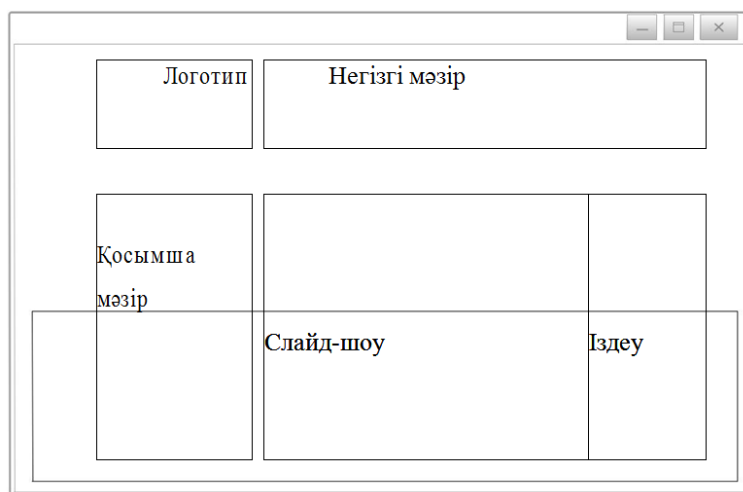 Логотип
Негізгі мәзір
Қосымша
мәзір
Слайд-шоу
Іздеу